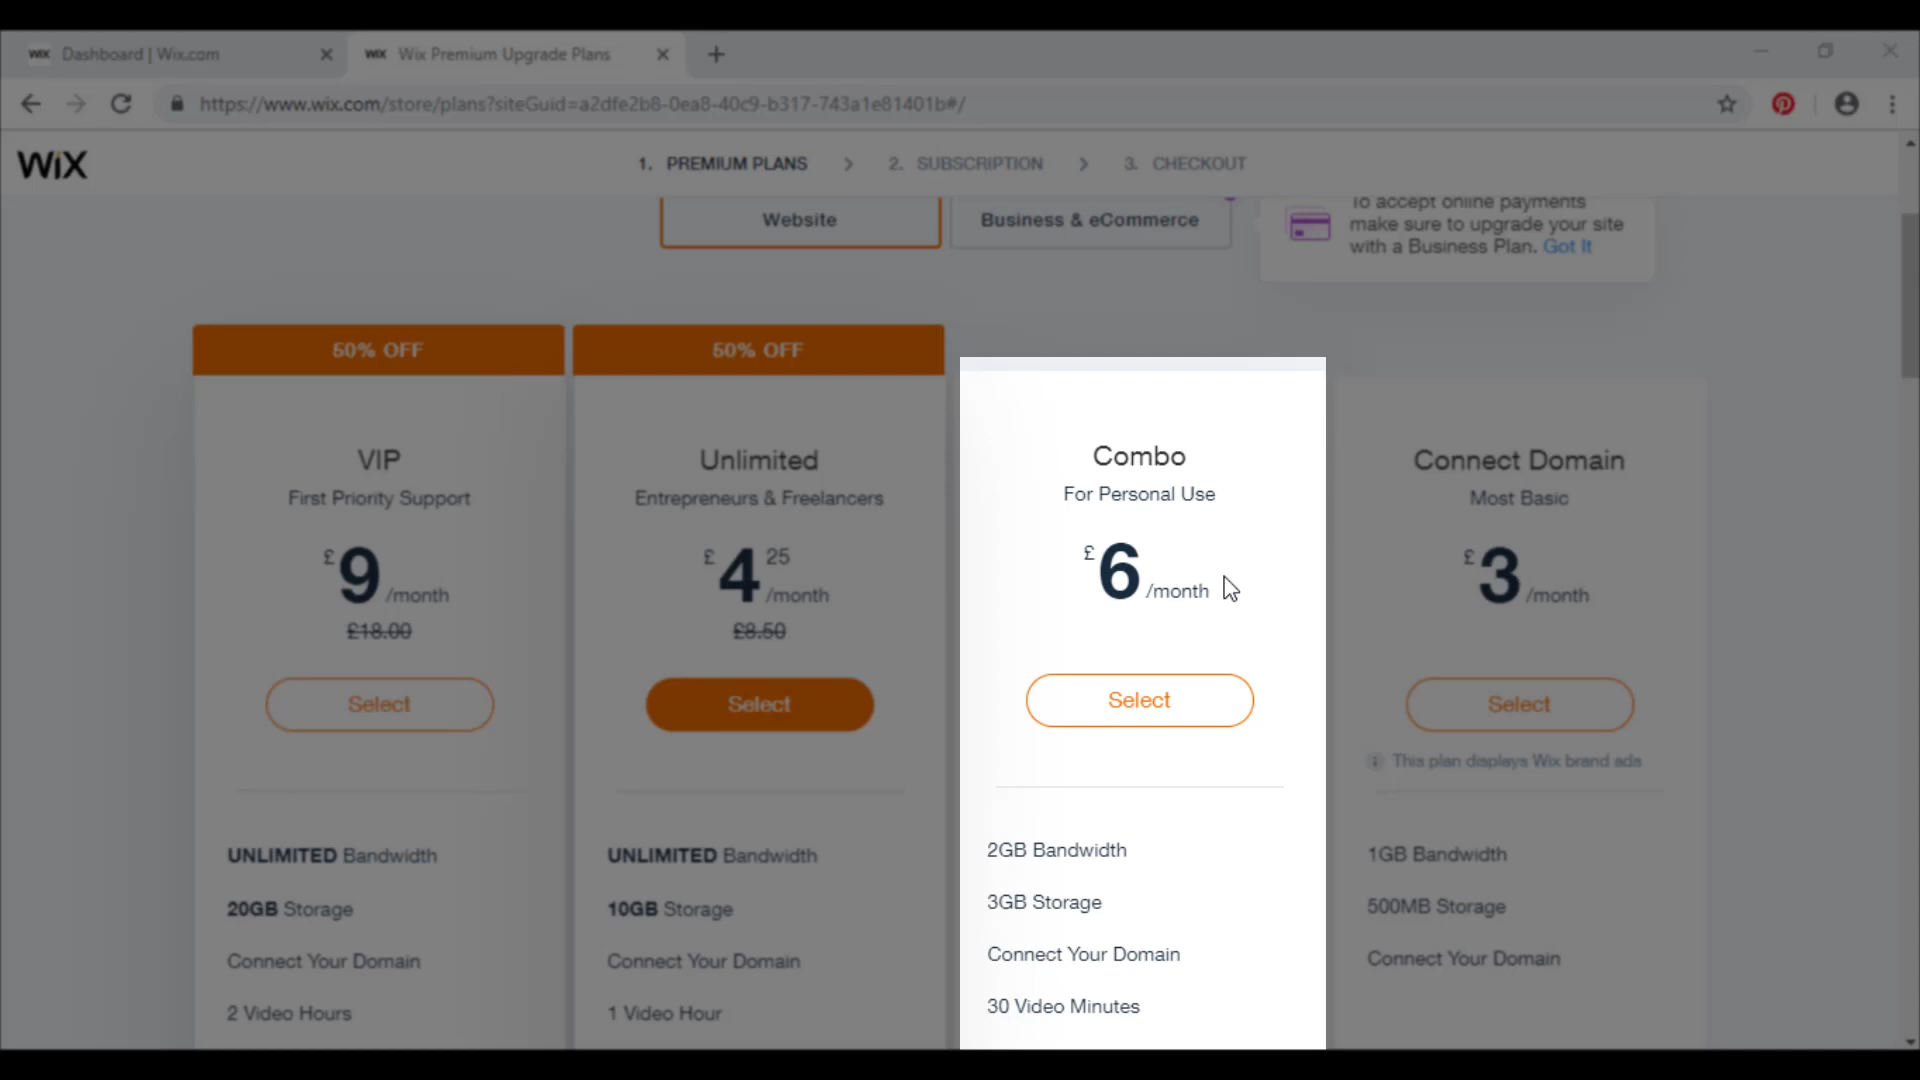 WiX Dashboard | Wix.com
WiX Wix Premium Upgrade Plans
https://www.wix.com/store/plans?siteGuid=a2dfe2b8-0ea8-40c9-b317-743a1e81401b#/
WiX
1. PREMIUM PLANS > 2. SUBSCRIPTION > 3. CHECKOUT
Website
Business & eCommerce
To accept online payments
make sure to upgrade your site
with a Business Plan. Got It
50% OFF
VIP
First Priority Support
£9/month
£18.00
Select
UNLIMITED Bandwidth
20GB Storage
Connect Your Domain
2 Video Hours
50% OFF
Unlimited
Entrepreneurs & Freelancers
£4 25/month
£8.50
Select
UNLIMITED Bandwidth
10GB Storage
Connect Your Domain
1 Video Hour
Combo
For Personal Use
£6/month
Select
2GB Bandwidth
3GB Storage
Connect Your Domain
30 Video Minutes
Connect Domain
Most Basic
£3/month
Select
This plan displays Wix brand ads
1GB Bandwidth
500MB Storage
Connect Your Domain